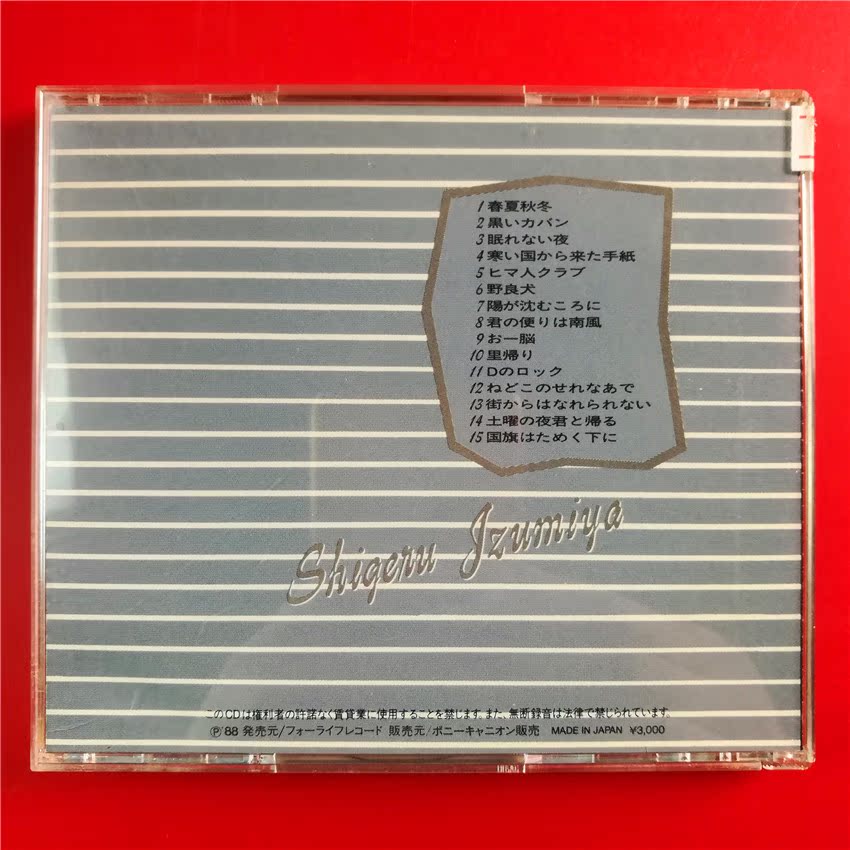 1 春夏秋冬
2 黒いカバン
3 眠れない夜
4 寒い国から来た手紙
5 ヒマ人クラブ
6 野良犬
7 陽が沈むころに
8 君の便りは南風
9 お一脳
10 里帰り
11 Dのロック
12 ねどこのせれなあで
13 街からはなれられない
14 土曜の夜君と帰る
15 国旗はためく下に
Shigeru Izumiya
このCDは権利者の許諾なく賃貸業に使用することを禁じます。また、無断録音は法律で禁じられています。
Ⓟ'88 発売元/フォーライフレコード 販売元/ポニーキャニオン販売 MADE IN JAPAN ¥3,000